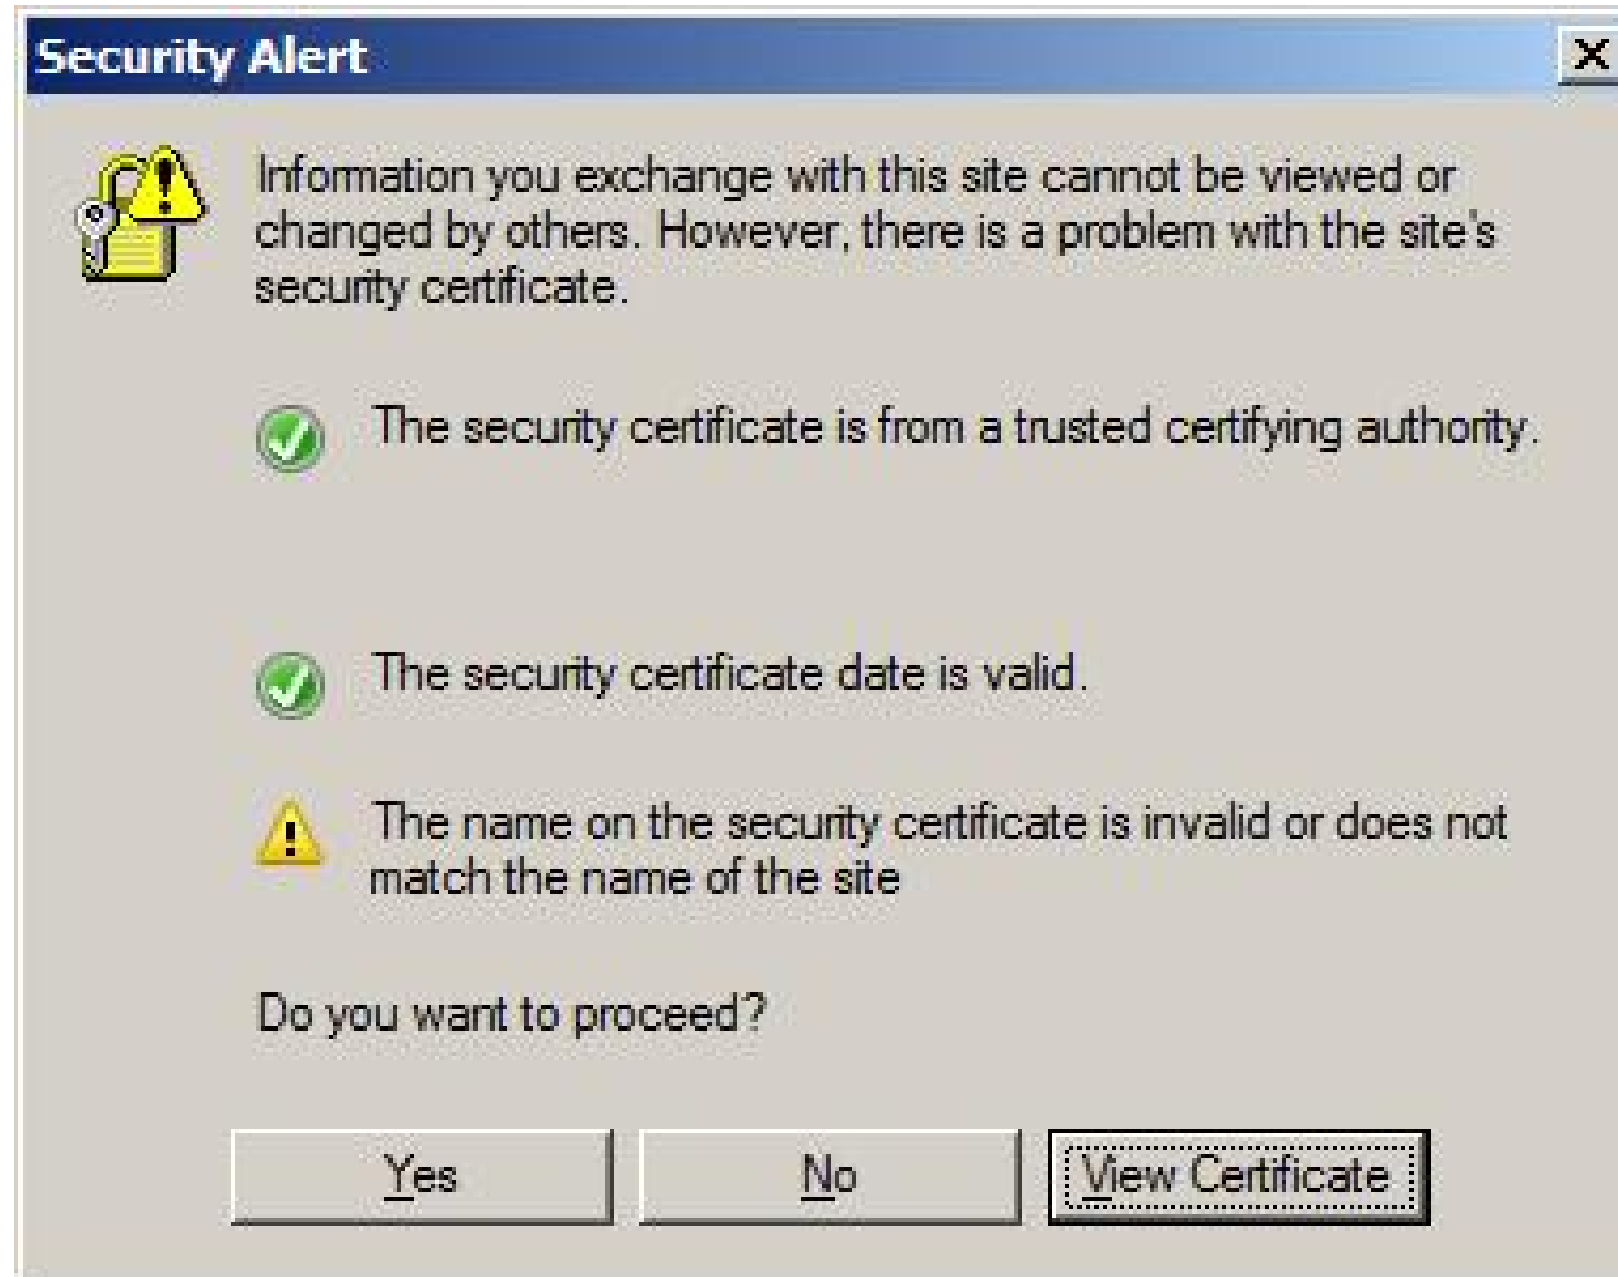 Security Alert
Information you exchange with this site cannot be viewed or
changed by others. However, there is a problem with the site's
security certificate.
The security certificate is from a trusted certifying authority.
The security certificate date is valid.
The name on the security certificate is invalid or does not
match the name of the site
Do you want to proceed?
Yes
No
View Certificate